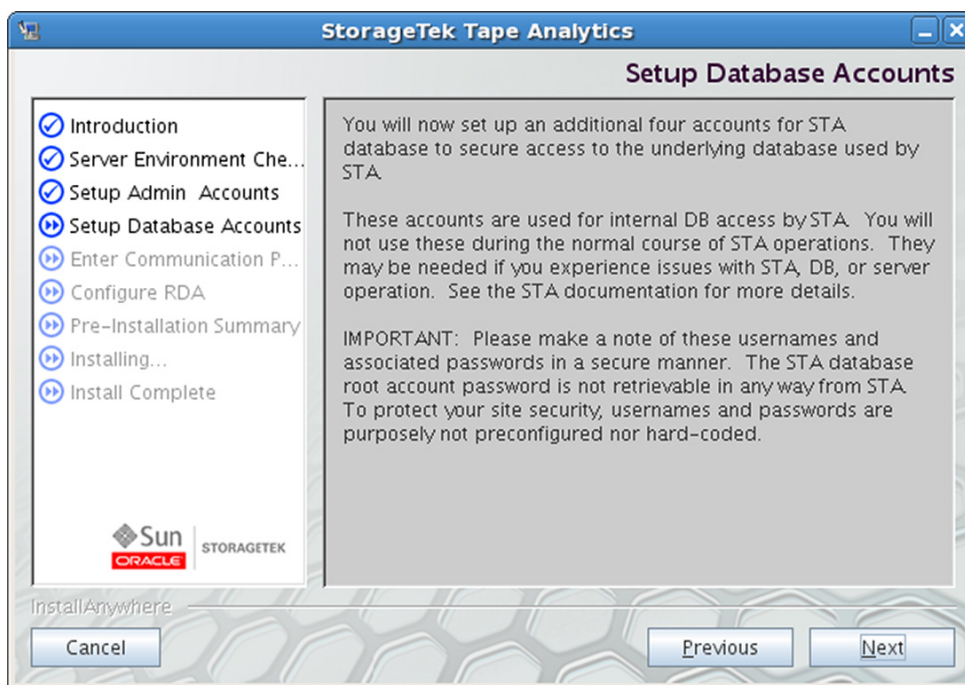 StorageTek Tape Analytics
Setup Database Accounts
Introduction
Server Environment Che...
Setup Admin Accounts
Setup Database Accounts
Enter Communication P...
Configure RDA
Pre-Installation Summary
Installing...
Install Complete
Sun
ORACLE
STORAGETEK
You will now set up an additional four accounts for STA
database to secure access to the underlying database used by
STA.
These accounts are used for internal DB access by STA. You will
not use these during the normal course of STA operations. They
may be needed if you experience issues with STA, DB, or server
operation. See the STA documentation for more details.
IMPORTANT: Please make a note of these usernames and
associated passwords in a secure manner. The STA database
root account password is not retrievable in any way from STA.
To protect your site security, usernames and passwords are
purposely not preconfigured nor hard-coded.
InstallAnywhere
Cancel
Previous
Next